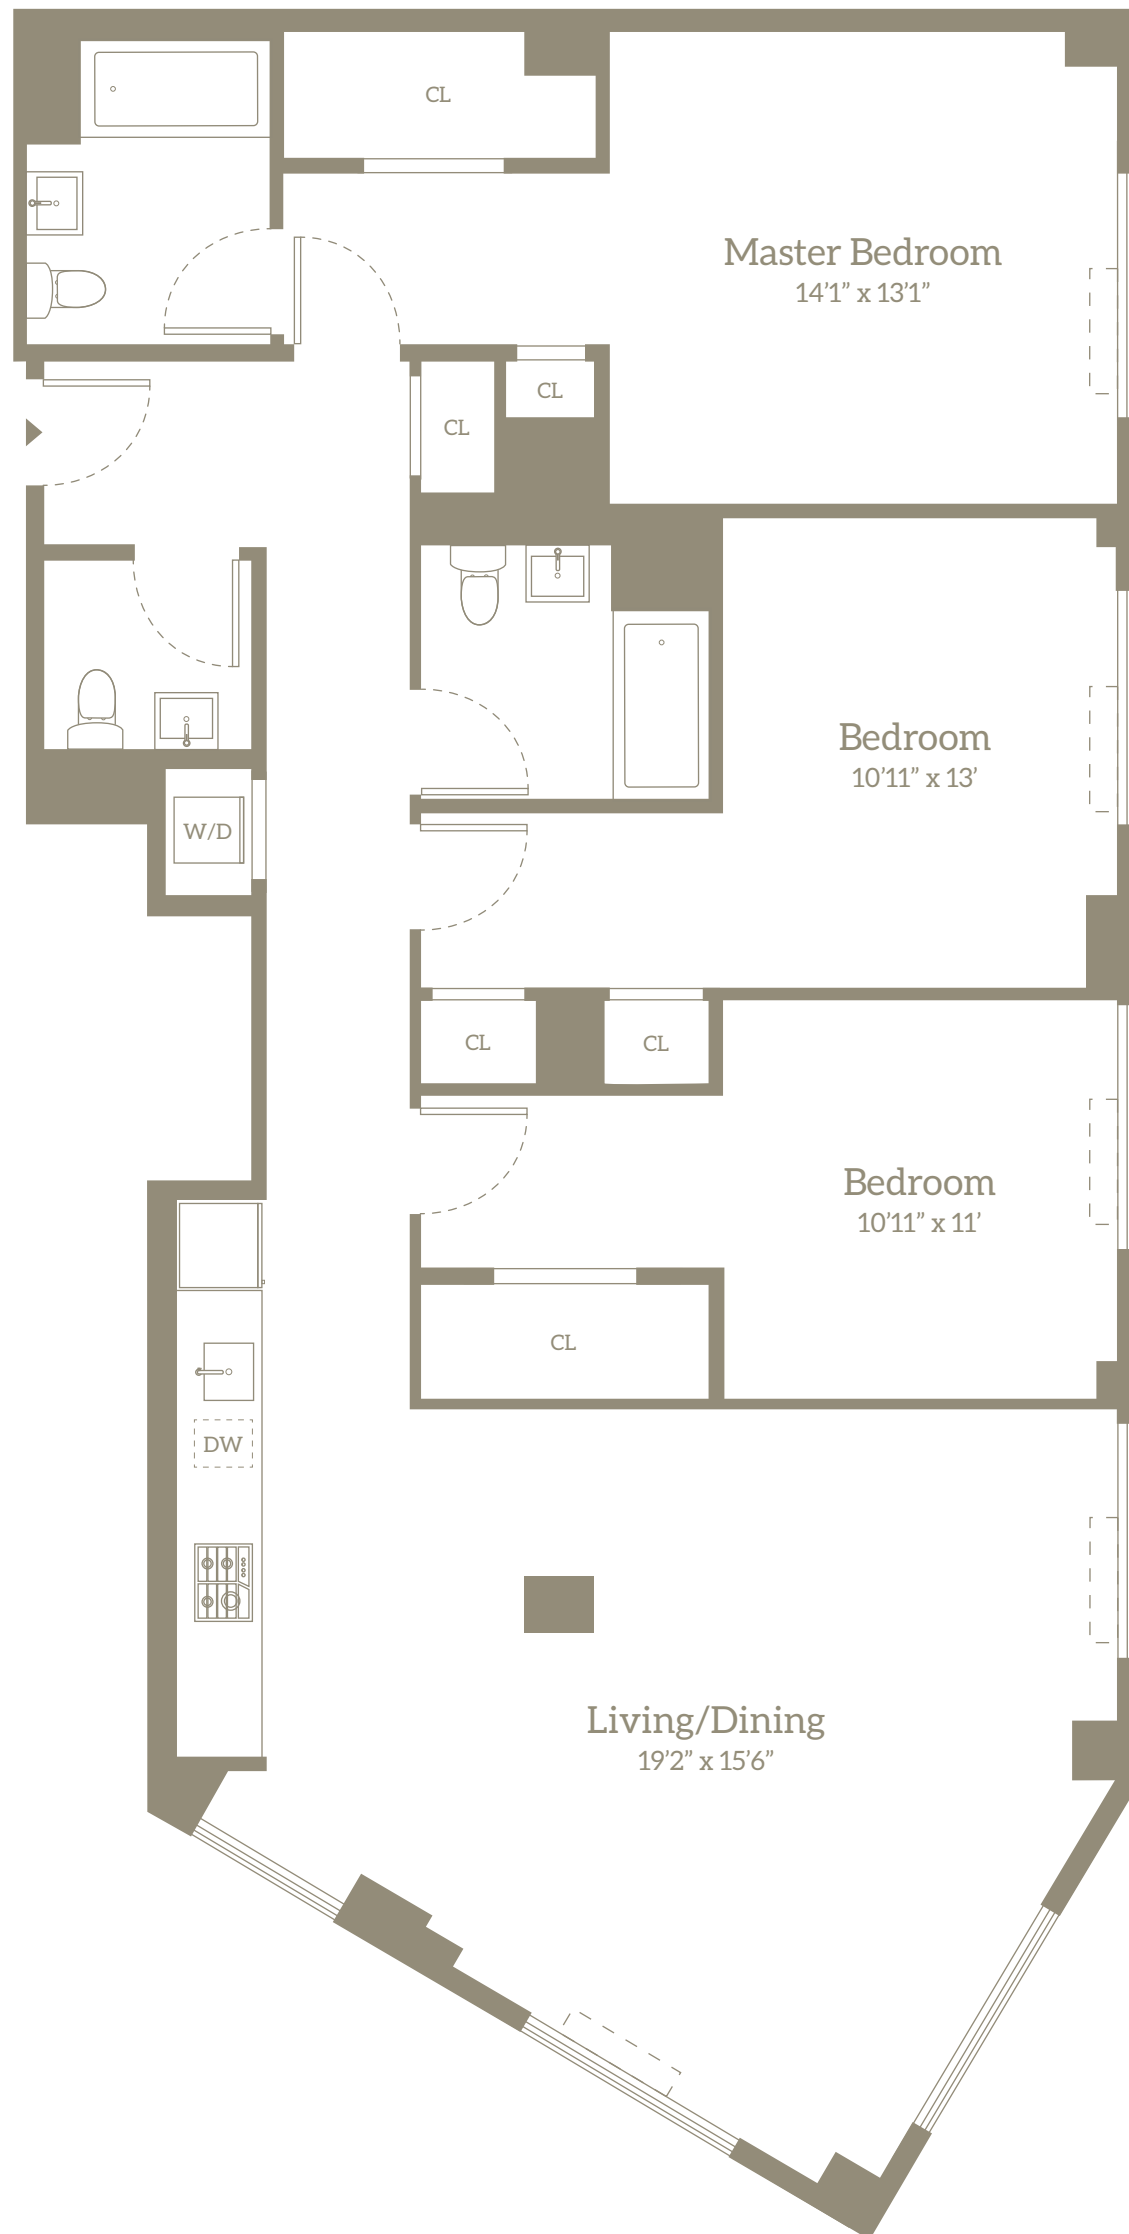 CL
Master Bedroom
14'1” x 13'1”
CL
CL
Bedroom
10'11” x 13’
W/D
CL
CL
Bedroom
10'11” x 11’
CL
DW
Living/Dining
19'2” x 15'6”